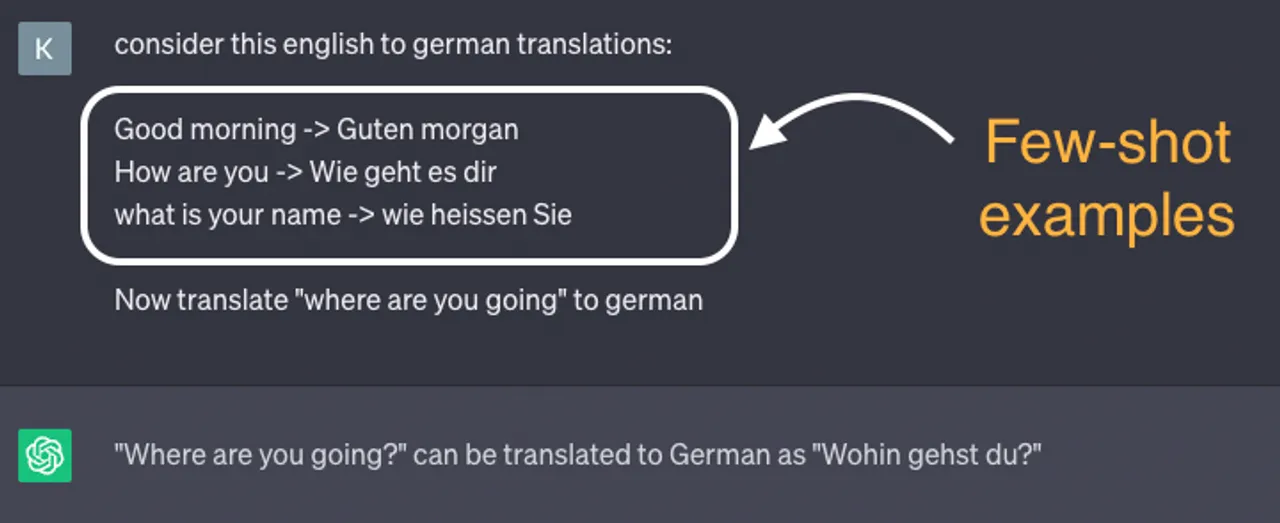 K
consider this english to german translations:
Good morning -> Guten morgan
How are you -> Wie geht es dir
what is your name -> wie heissen Sie
Few-shot
examples
Now translate "where are you going" to german
"Where are you going?" can be translated to German as "Wohin gehst du?"